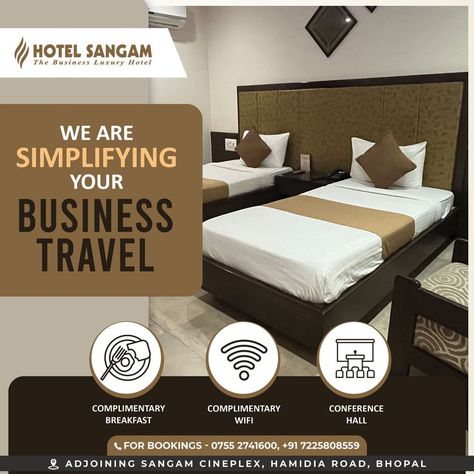 HOTEL SANGAM
The Business Luxury Hotel
WE ARE
SIMPLIFYING
YOUR
BUSINESS
TRAVEL
COMPLIMENTARY
BREAKFAST
COMPLIMENTARY
WIFI
CONFERENCE
HALL
FOR BOOKINGS - 0755 2741600, +91 7225808559
ADJOINING SANGAM CINEPLEX, HAMIDIA ROAD, BHOPAL